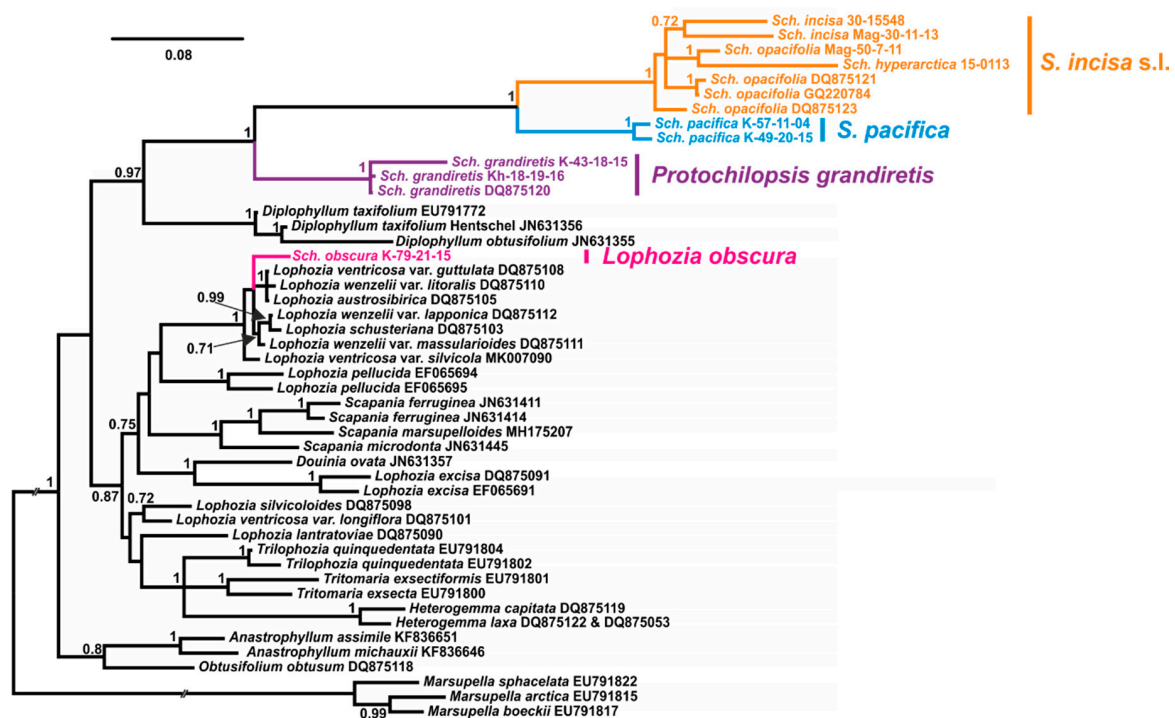 0.08
0.72
Sch. incisa 30-15548
Sch. incisa Mag-30-11-13
Sch. opacifolia Mag-50-7-11
1
Sch. hyperarctica 15-0113
1
Sch. opacifolia DQ875121
1
Sch. opacifolia GQ220784
Sch. opacifolia DQ875123
S. incisa s.l.
1
1
Sch. pacifica K-57-11-04
Sch. pacifica K-49-20-15
S. pacifica
1
Sch. grandiretis K-43-18-15
1
Sch. grandiretis Kh-18-19-16
Sch. grandiretis DQ875120
Protochilopsis grandiretis
0.97
Diplophyllum taxifolium EU791772
1
Diplophyllum taxifolium Hentschel JN631356
1
Diplophyllum obtusifolium JN631355
Sch. obscura K-79-21-15
Lophozia obscura
Lophozia ventricosa var. guttulata DQ875108
1
Lophozia wenzelii var. litoralis DQ875110
Lophozia austrosibirica DQ875105
0.99
Lophozia wenzelii var. lapponica DQ875112
1
Lophozia schusteriana DQ875103
0.71
Lophozia wenzelii var. massularioides DQ875111
Lophozia ventricosa var. silvicola MK007090
Lophozia pellucida EF065694
1
Lophozia pellucida EF065695
Scapania ferruginea JN631411
1
1
Scapania ferruginea JN631414
1
Scapania marsupelloides MH175207
Scapania microdonta JN631445
0.75
Douinia ovata JN631357
1
Lophozia excisa DQ875091
1
Lophozia excisa EF065691
1
0.87
0.72
Lophozia silvicoloides DQ875098
Lophozia ventricosa var. longiflora DQ875101
Lophozia lantratoviae DQ875090
1
Trilophozia quinquedentata EU791804
Trilophozia quinquedentata EU791802
1
1
Tritomaria exsectiformis EU791801
Tritomaria exsecta EU791800
1
Heterogemma capitata DQ875119
Heterogemma laxa DQ875122 & DQ875053
1
Anastrophyllum assimile KF836651
0.8
Anastrophyllum michauxii KF836646
Obtusifolium obtusum DQ875118
1
Marsupella sphacelata EU791822
Marsupella arctica EU791815
0.99
Marsupella boeckii EU791817